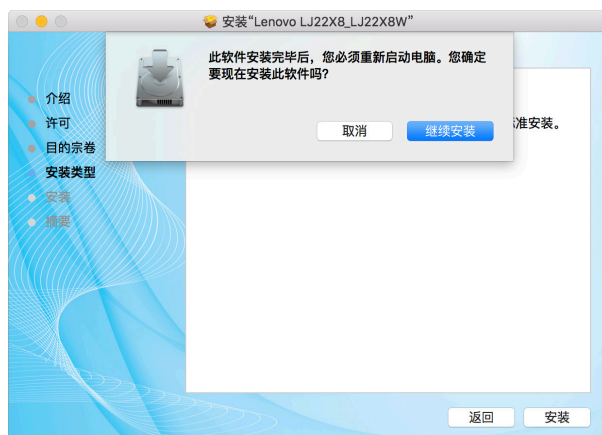 安装“Lenovo LJ22X8_LJ22X8W”
此软件安装完毕后，您必须重新启动电脑。您确定
要现在安装此软件吗?
取消
继续安装
准安装。
介绍
许可
目的宗卷
安装类型
安装
摘要
返回
安装